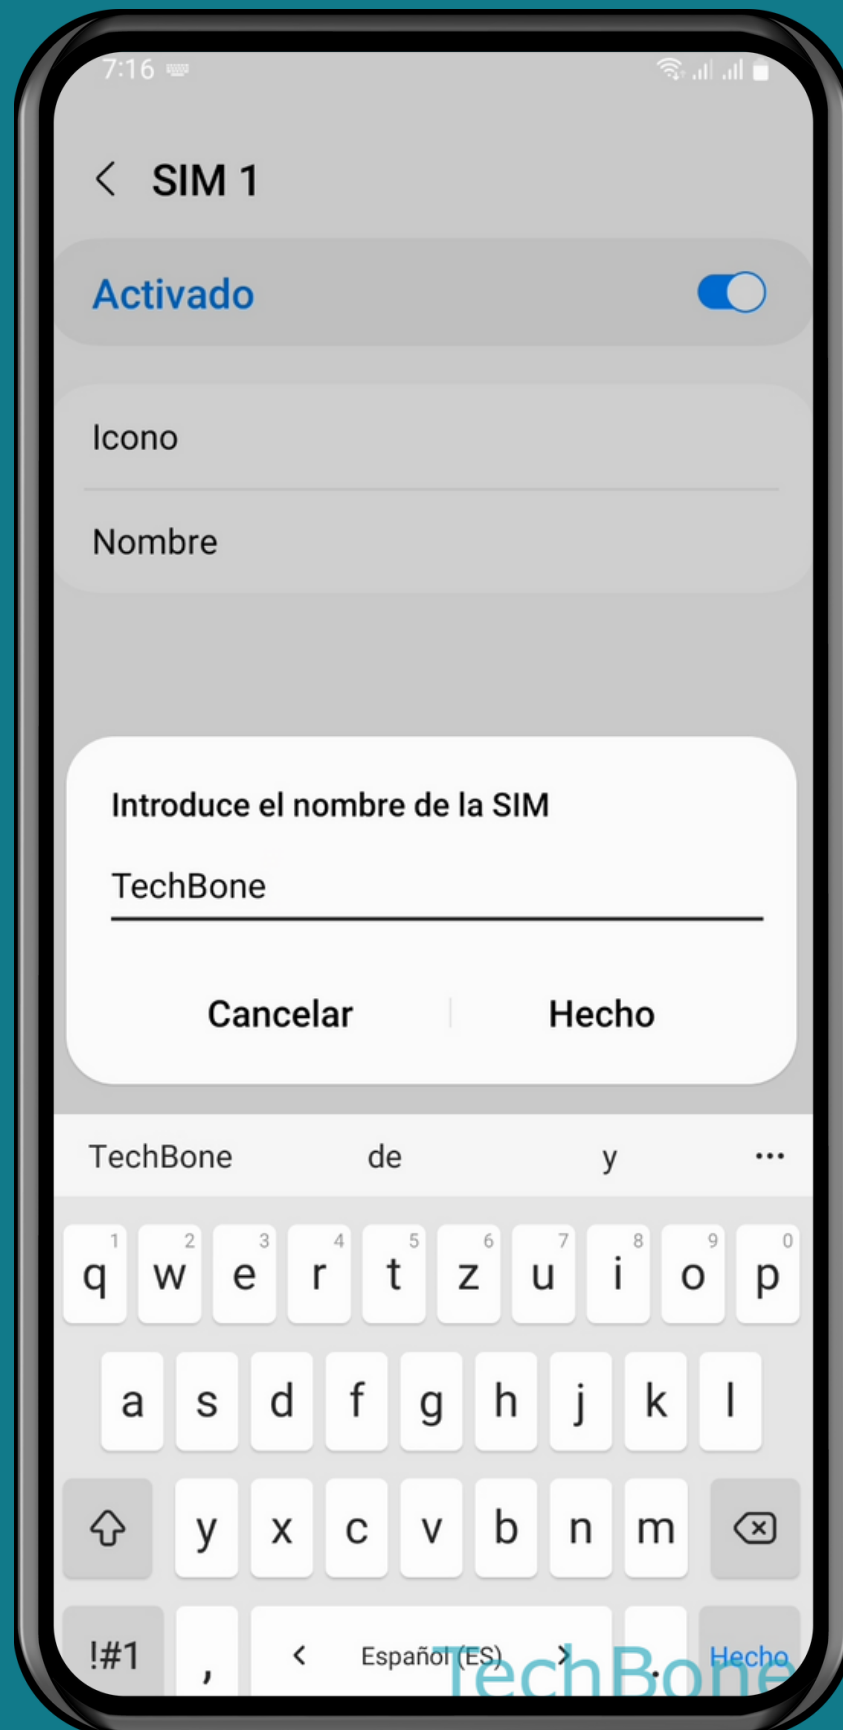 7:16
SIM 1
Activado
Icono
Nombre
Introduce el nombre de la SIM
TechBone
Cancelar Hecho
TechBone de y ...
1 2 3 4 5 6 7 8 9 0
q w e r t z u i o p
a s d f g h j k l
y x c v b n m
!#1 , < Español (ES) > . Hecho
TechBone